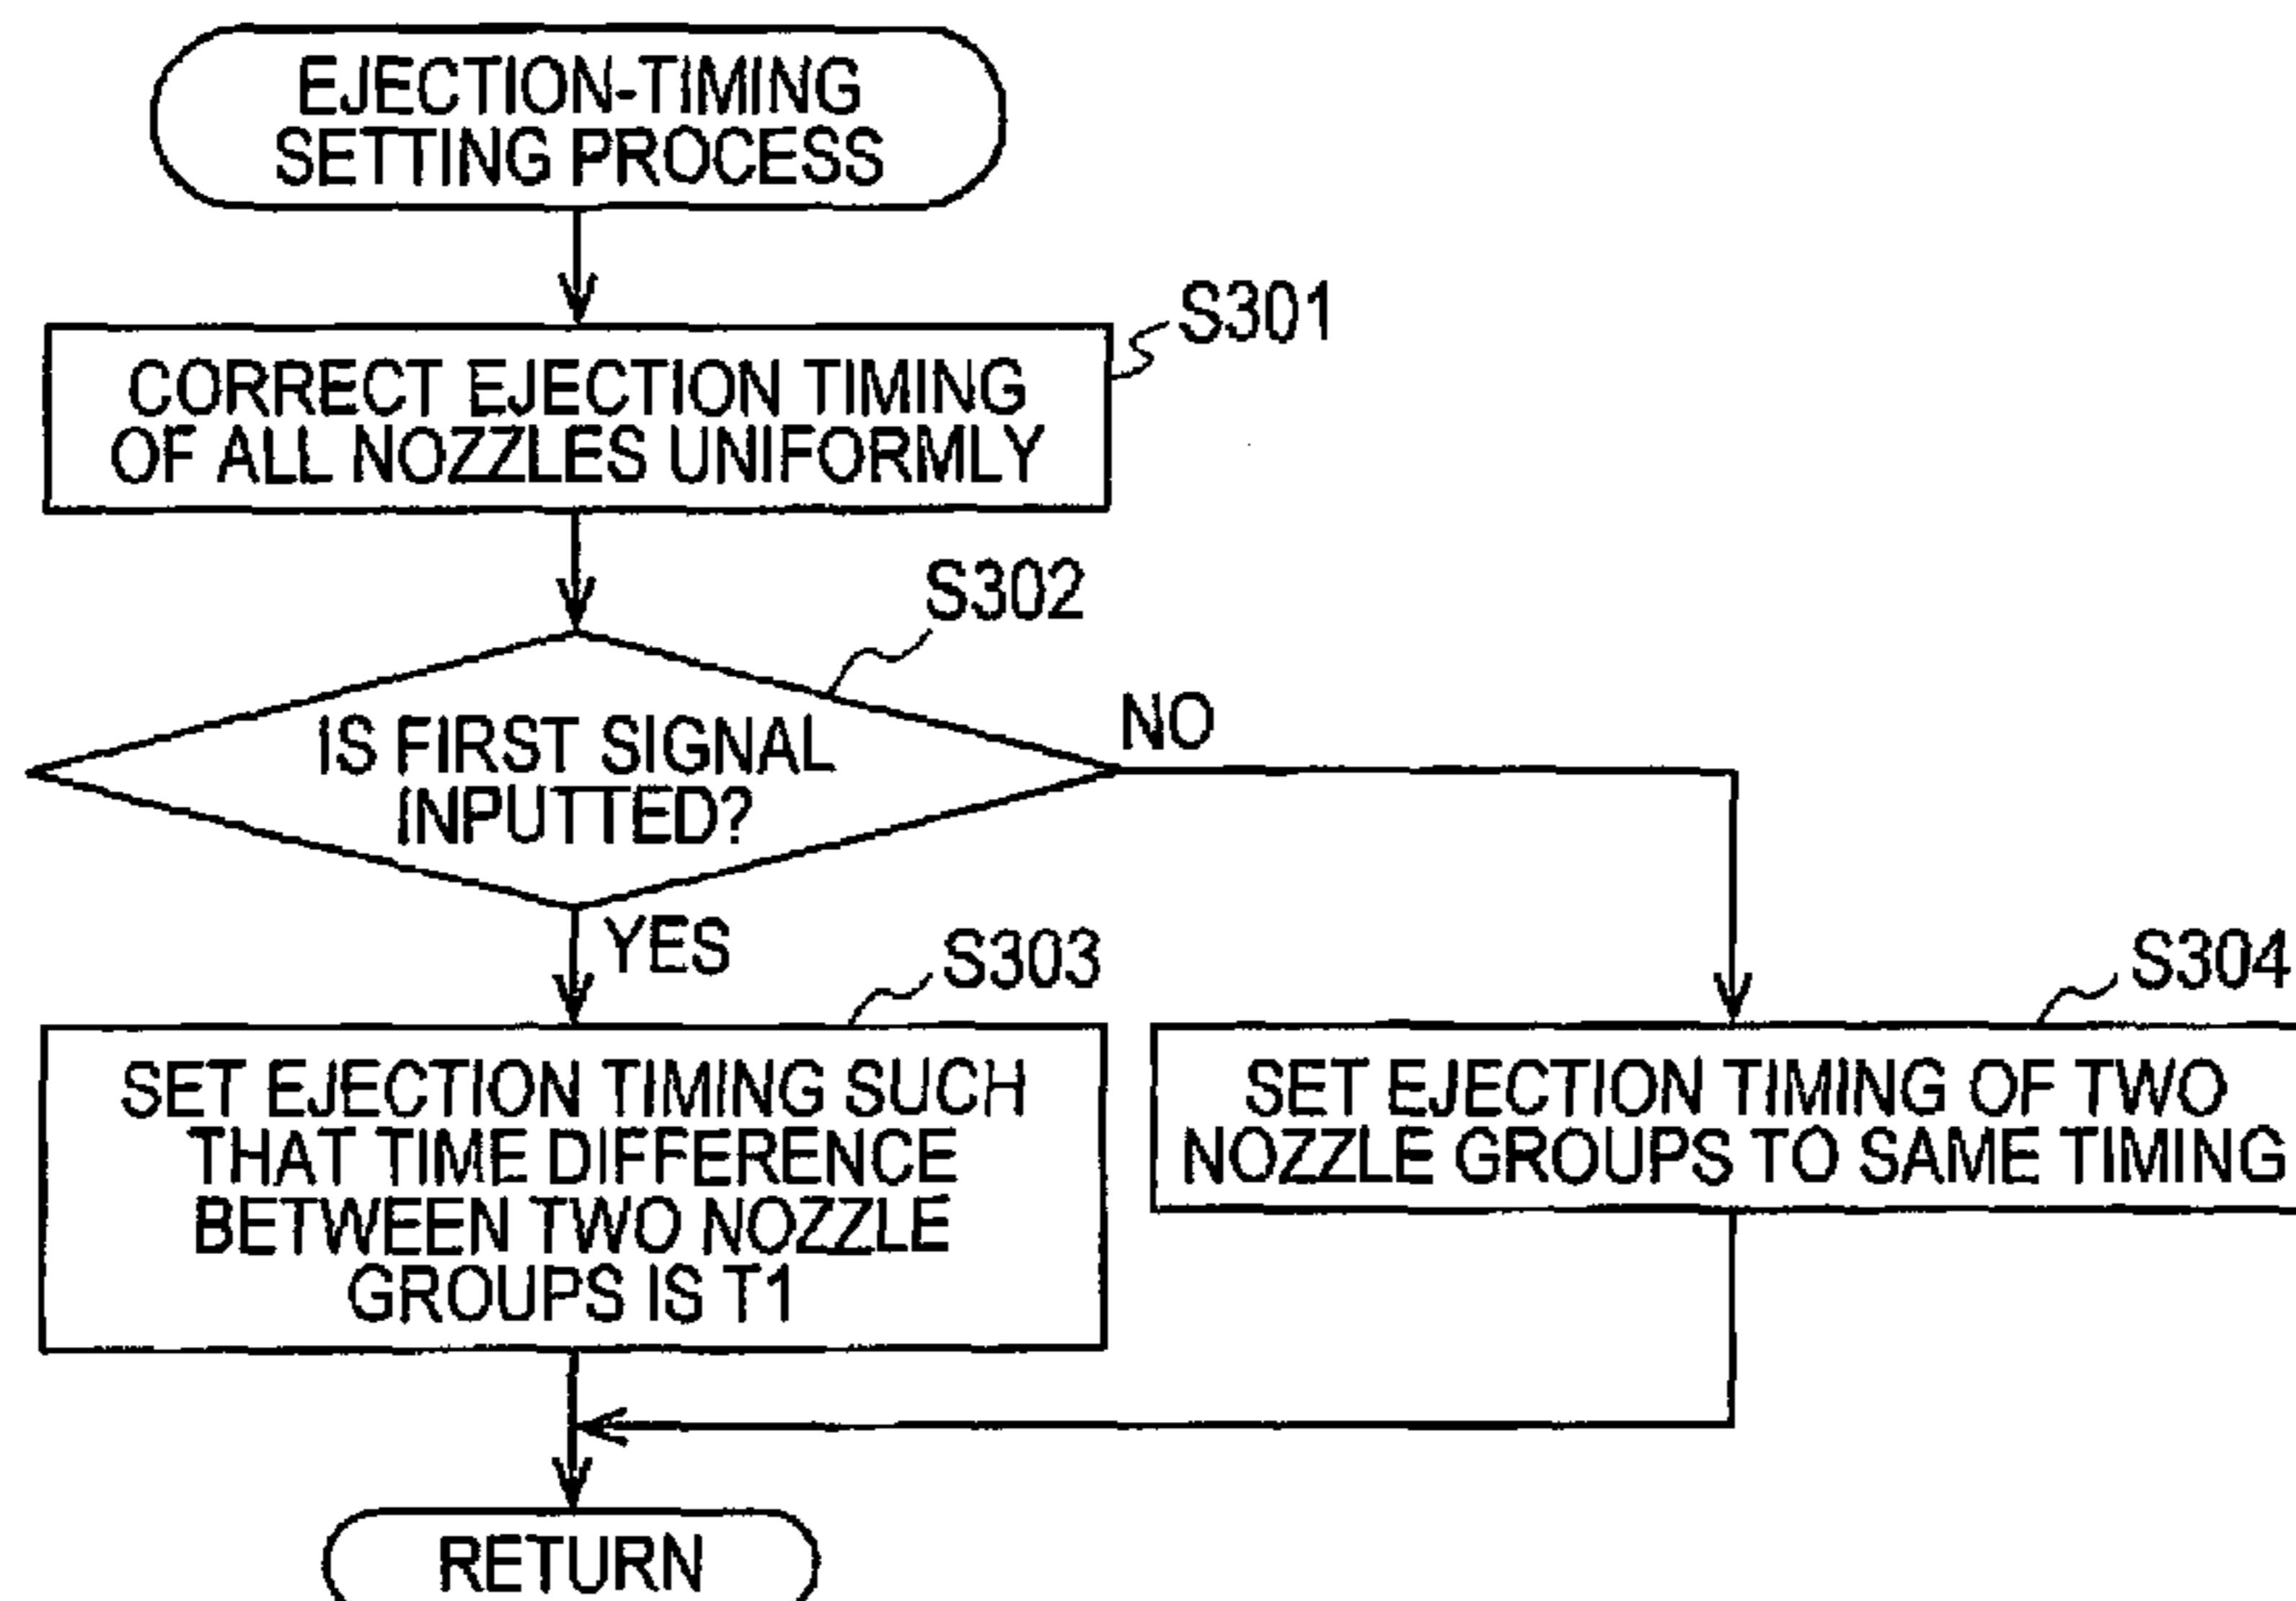 EJECTION-TIMING
SETTING PROCESS
S301
CORRECT EJECTION TIMING
OF ALL NOZZLES UNIFORMLY
S302
IS FIRST SIGNAL
INPUTTED?
NO
YES
S303
SET EJECTION TIMING SUCH
THAT TIME DIFFERENCE
BETWEEN TWO NOZZLE
GROUPS IS T1
S304
SET EJECTION TIMING OF TWO
NOZZLE GROUPS TO SAME TIMING
RETURN